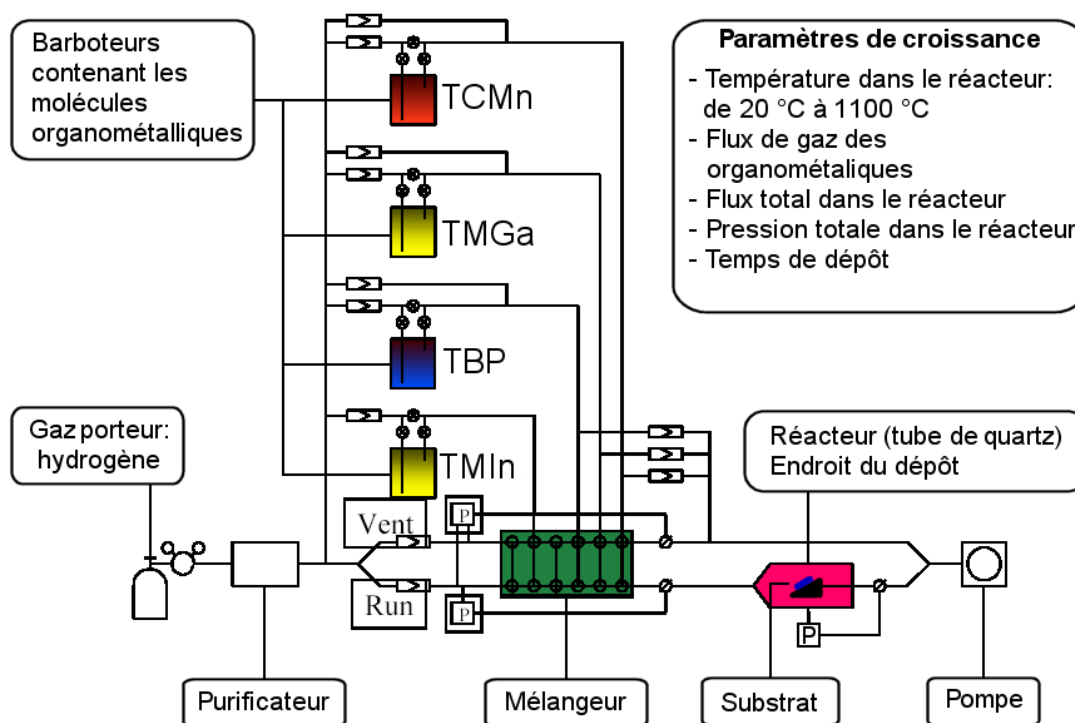 Barboteurs
contenant les
molécules
organométalliques
TCMn
TMGa
TBP
TMIn
Paramètres de croissance
- Température dans le réacteur:
de 20 °C à 1100 °C
- Flux de gaz des
organométaliques
- Flux total dans le réacteur
- Pression totale dans le réacteur
- Temps de dépôt
Gaz porteur:
hydrogène
Réacteur (tube de quartz)
Endroit du dépôt
Vent
P
Run
P
P
Purificateur
Mélangeur
Substrat
Pompe